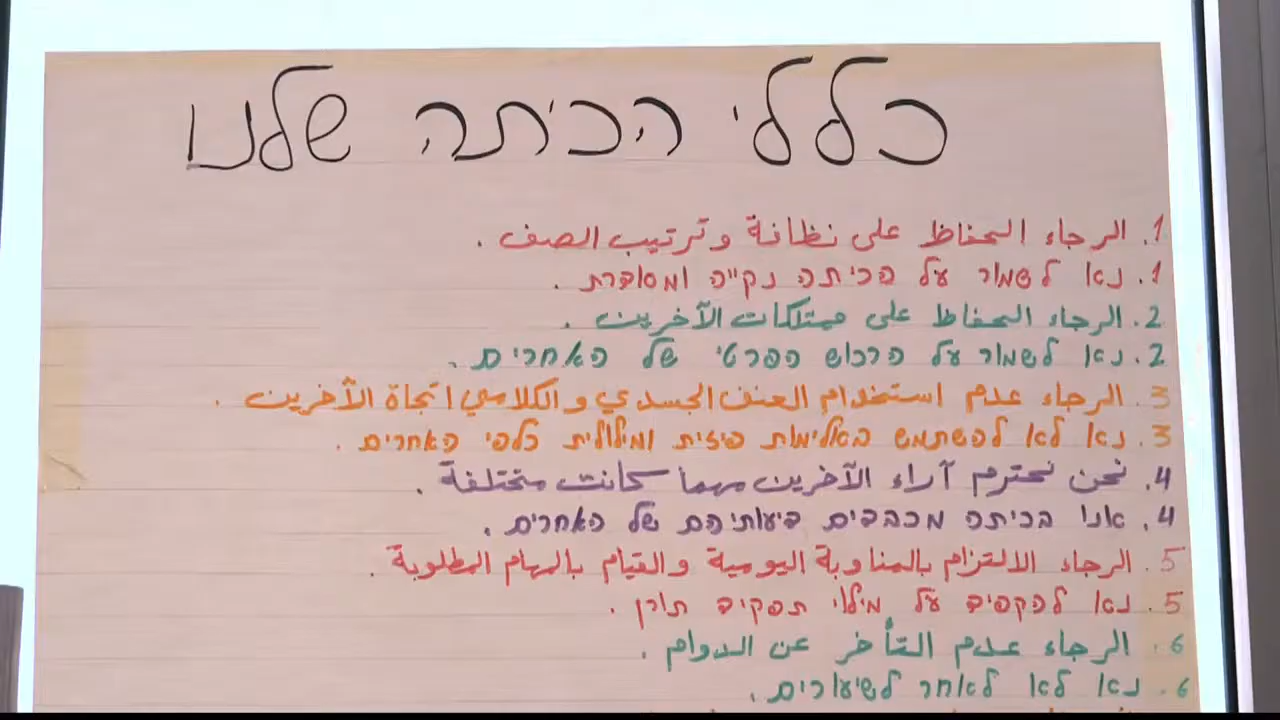 כללי הכיתה שלנו
1. الرجاء الحفاظ على نظافة وترتيب الصف.
1. נא לשמור על הכיתה נקייה ומסודרת.
2. الرجاء الحفاظ على ممتلكات الآخرين.
2. נא לשמור על הרכוש הפרטי של האחרים.
3. الرجاء عدم استخدام العنف الجسدي والكلامي اتجاة الآخرين.
3. נא לא להשתמש באלימות פיזית ומילולית כלפי האחרים.
4. نحن نحترم آراء الآخرين مهما كانت مختلفة.
4. אנו בכיתה מכבדים דיעותיהם של האחרים.
5. الرجاء الالتزام بالمناوبة اليومية والقيام بالمهام المطلوبة.
5. נא להקפיד על מילוי תפקיד תורן.
6. الرجاء عدم التأخر عن الدوام.
6. נא לא לאחר לשיעורים.